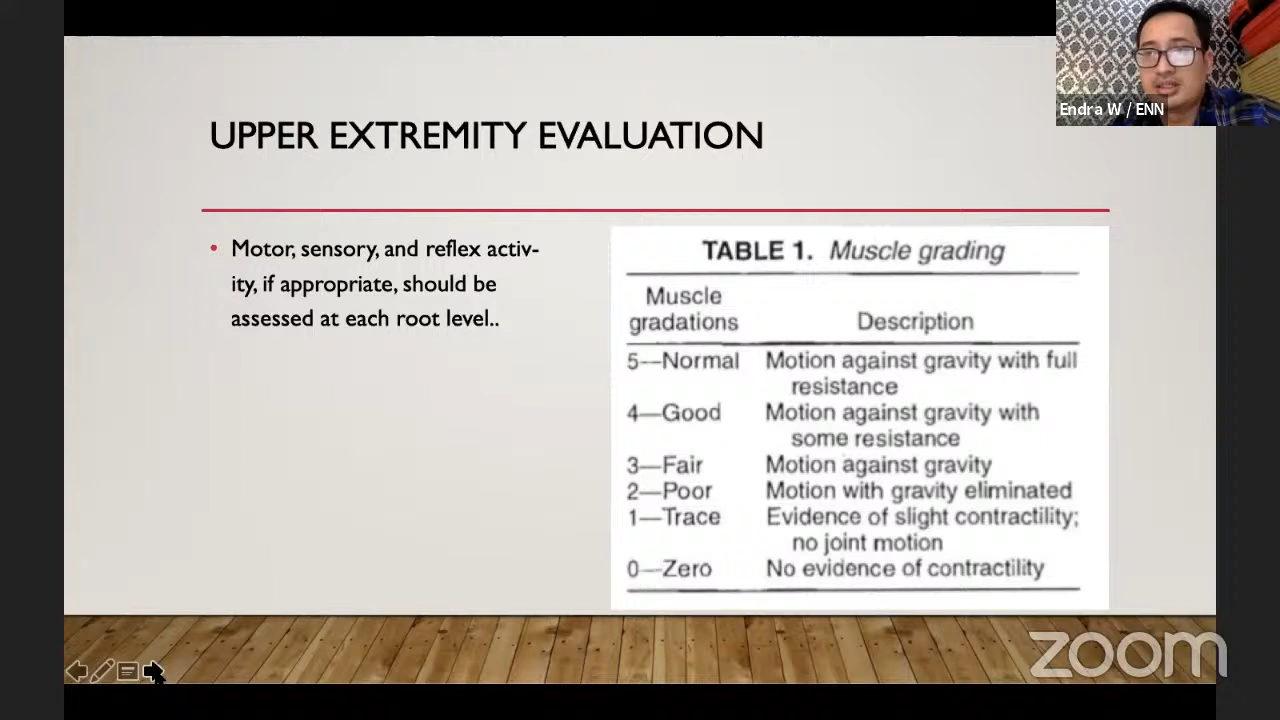 Endra W / ENN
UPPER EXTREMITY EVALUATION
• Motor, sensory, and reflex activ-
ity, if appropriate, should be
assessed at each root level..
TABLE 1. Muscle grading
Muscle
gradations Description
5—Normal Motion against gravity with full
resistance
4—Good Motion against gravity with
some resistance
3—Fair Motion against gravity
2—Poor Motion with gravity eliminated
1—Trace Evidence of slight contractility;
no joint motion
0—Zero No evidence of contractility
zoom